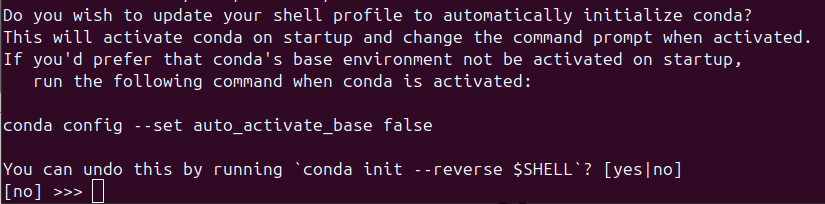 Do you wish to update your shell profile to automatically initialize conda?
This will activate conda on startup and change the command prompt when activated.
If you'd prefer that conda's base environment not be activated on startup,
   run the following command when conda is activated:

conda config --set auto_activate_base false

You can undo this by running `conda init --reverse $SHELL`? [yes|no]
[no] >>>